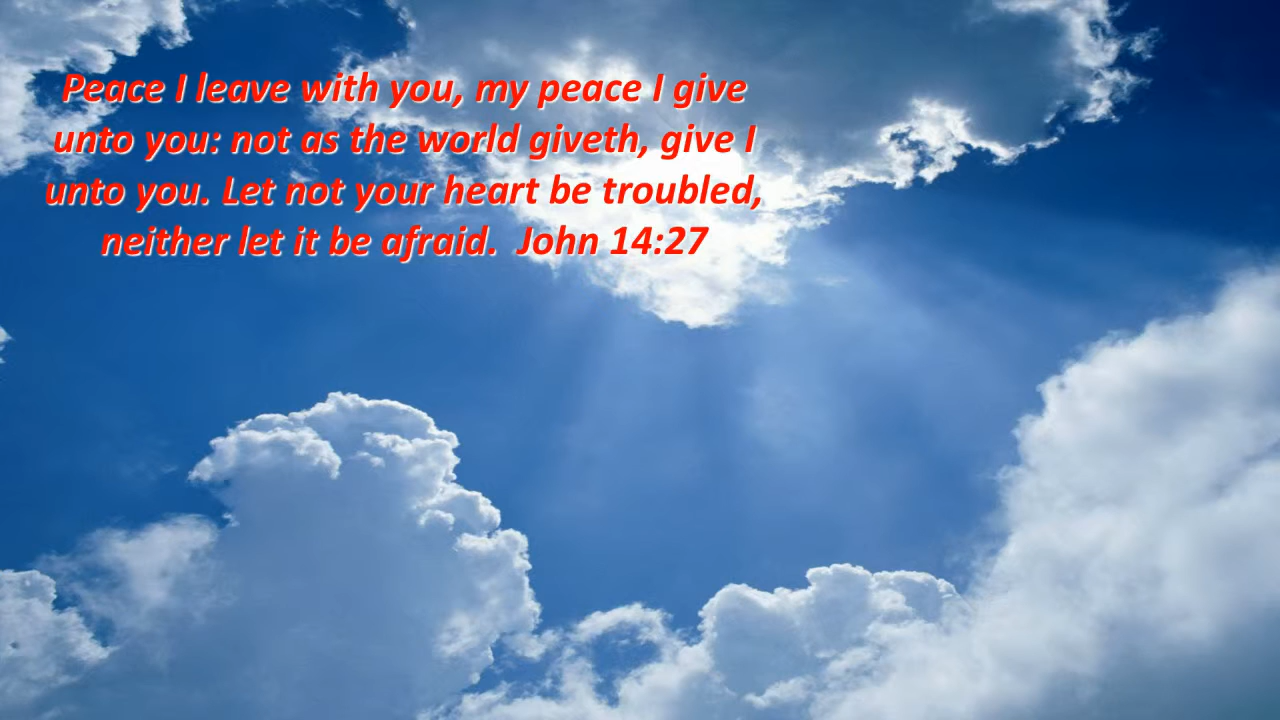 Peace I leave with you, my peace I give
unto you: not as the world giveth, give I
unto you. Let not your heart be troubled,
neither let it be afraid.  John 14:27